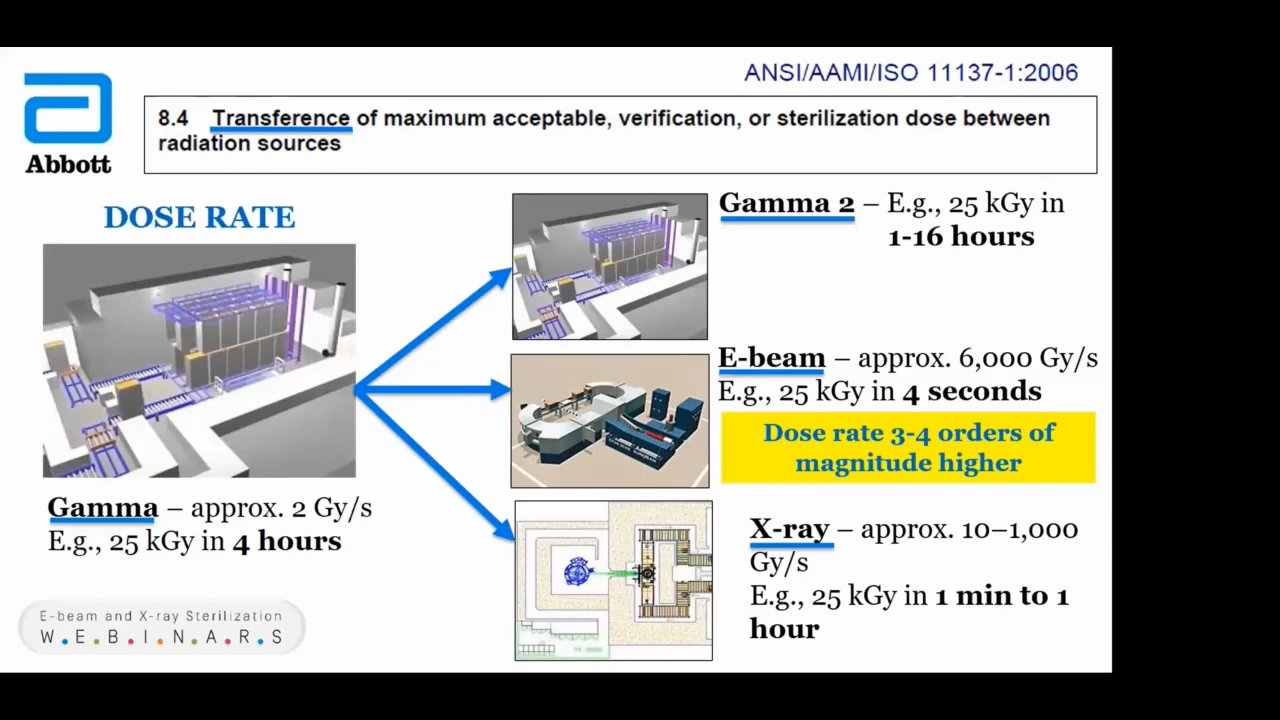 ANSI/AAMI/ISO 11137-1:2006
Abbott
8.4 Transference of maximum acceptable, verification, or sterilization dose between
radiation sources
DOSE RATE
Gamma – approx. 2 Gy/s
E.g., 25 kGy in 4 hours
Gamma 2 – E.g., 25 kGy in
1-16 hours
E-beam – approx. 6,000 Gy/s
E.g., 25 kGy in 4 seconds
Dose rate 3-4 orders of
magnitude higher
X-ray – approx. 10–1,000
Gy/s
E.g., 25 kGy in 1 min to 1
hour
E-beam and X-ray Sterilization
W.E.B.I.N.A.R.S